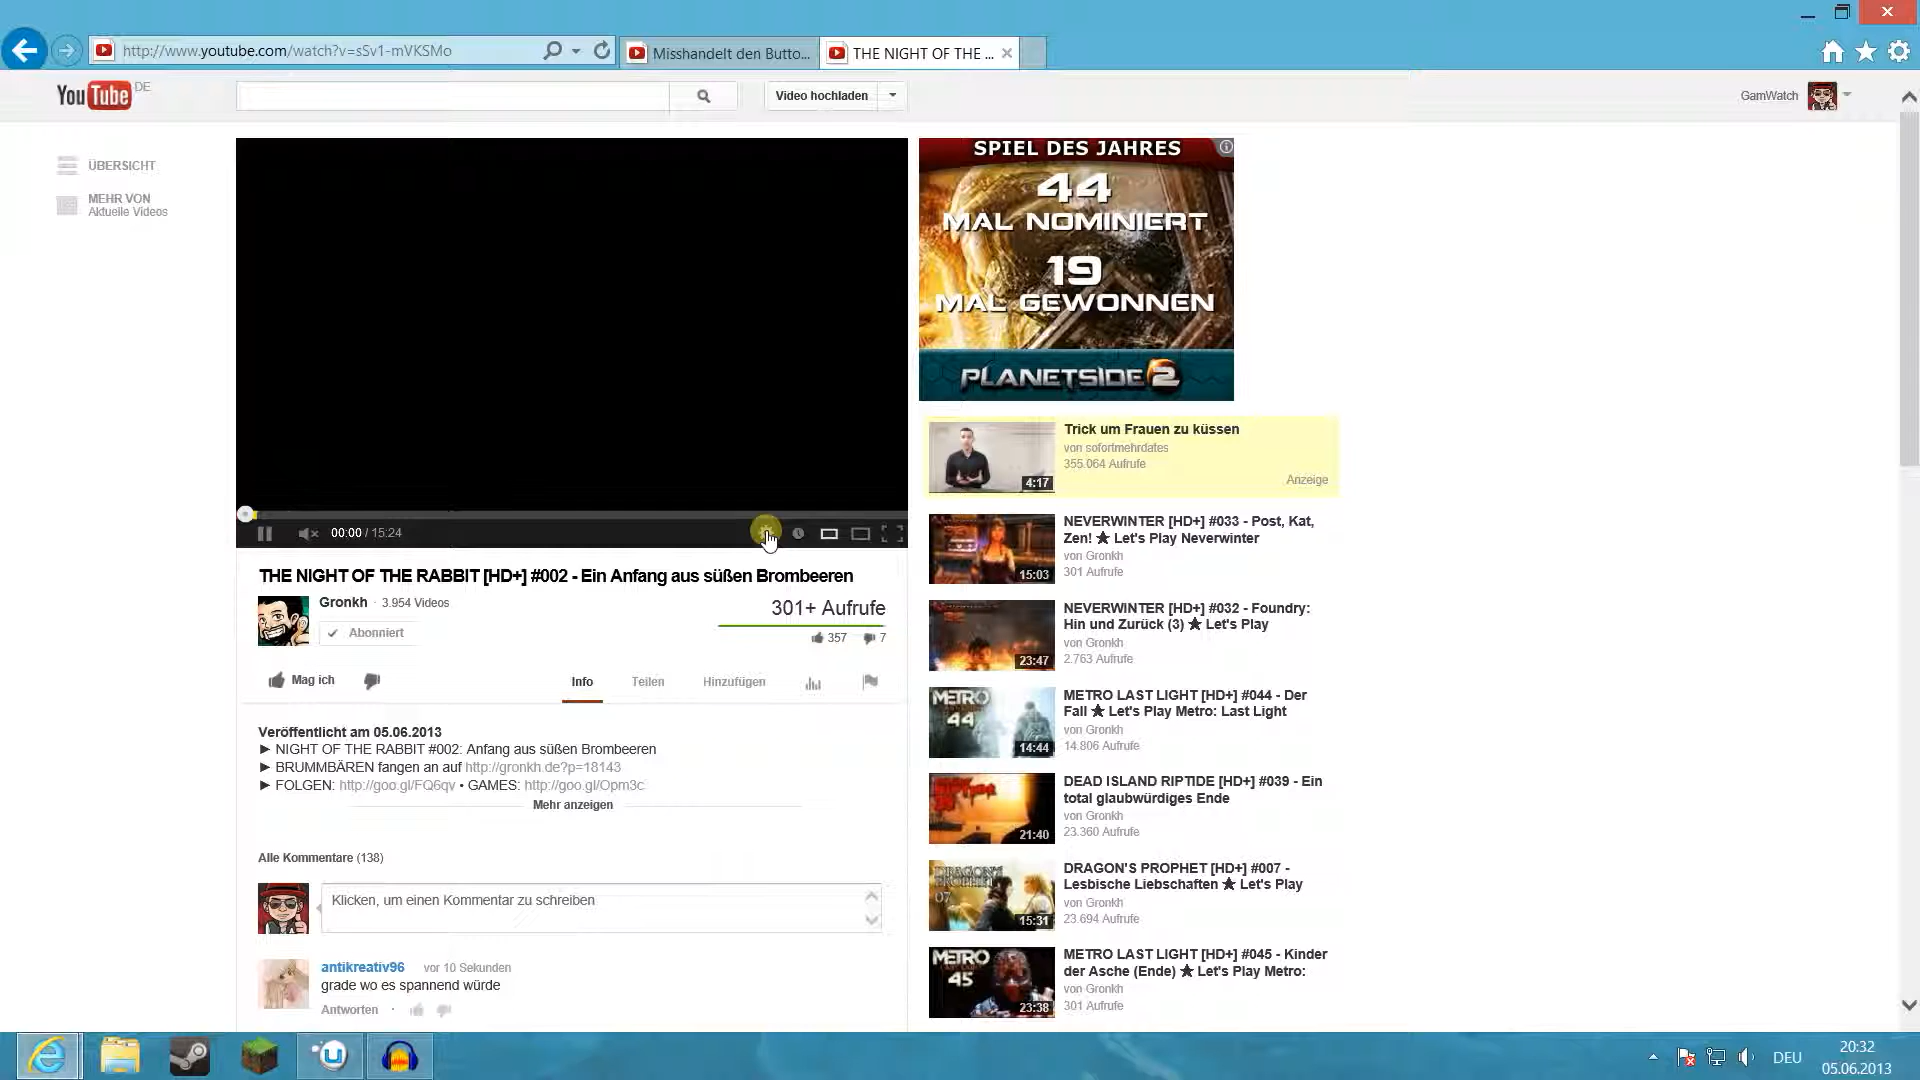 http://www.youtube.com/watch?v=sSv1-mVKSMo
Misshandelt den Butto...
THE NIGHT OF THE ...
YouTube DE
Video hochladen
GamWatch
ÜBERSICHT
MEHR VON
Aktuelle Videos
00:00 / 15:24
THE NIGHT OF THE RABBIT [HD+] #002 - Ein Anfang aus süßen Brombeeren
Gronkh · 3.954 Videos
Abonniert
301+ Aufrufe
357 7
Mag ich
Info Teilen Hinzufügen
Veröffentlicht am 05.06.2013
► NIGHT OF THE RABBIT #002: Anfang aus süßen Brombeeren
► BRUMMBÄREN fangen an auf http://gronkh.de?p=18143
► FOLGEN: http://goo.gl/FQ6qv • GAMES: http://goo.gl/Opm3c
Mehr anzeigen
Alle Kommentare (138)
Klicken, um einen Kommentar zu schreiben
antikreativ96 vor 10 Sekunden
grade wo es spannend würde
Antworten ·
SPIEL DES JAHRES
44
MAL NOMINIERT
19
MAL GEWONNEN
PLANETSIDE 2
Trick um Frauen zu küssen
von sofortmehrdates
355.064 Aufrufe
4:17
Anzeige
NEVERWINTER [HD+] #033 - Post, Kat,
Zen! ★ Let's Play Neverwinter
von Gronkh
301 Aufrufe
15:03
NEVERWINTER [HD+] #032 - Foundry:
Hin und Zurück (3) ★ Let's Play
von Gronkh
2.763 Aufrufe
23:47
METRO LAST LIGHT [HD+] #044 - Der
Fall ★ Let's Play Metro: Last Light
von Gronkh
14.806 Aufrufe
METRO
44
14:44
DEAD ISLAND RIPTIDE [HD+] #039 - Ein
total glaubwürdiges Ende
von Gronkh
23.360 Aufrufe
21:40
DRAGON'S PROPHET [HD+] #007 -
Lesbische Liebschaften ★ Let's Play
von Gronkh
23.694 Aufrufe
DRAGON'S
PROPHET
07
15:31
METRO LAST LIGHT [HD+] #045 - Kinder
der Asche (Ende) ★ Let's Play Metro:
von Gronkh
301 Aufrufe
METRO
45
23:38
DEU
20:32
05.06.2013